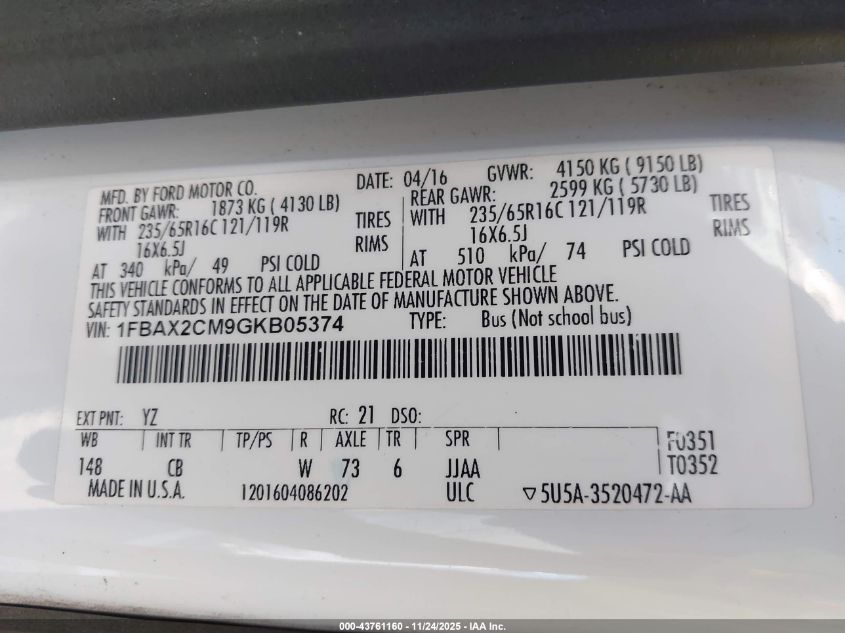 MFD. BY FORD MOTOR CO. DATE: 04/16 GVWR: 4150 KG ( 9150 LB)
FRONT GAWR: 1873 KG ( 4130 LB) REAR GAWR: 2599 KG ( 5730 LB)
WITH 235/65R16C 121/119R TIRES WITH 235/65R16C 121/119R TIRES
16X6.5J RIMS 16X6.5J RIMS
AT 340 kPa/ 49 PSI COLD AT 510 kPa/ 74 PSI COLD
THIS VEHICLE CONFORMS TO ALL APPLICABLE FEDERAL MOTOR VEHICLE
SAFETY STANDARDS IN EFFECT ON THE DATE OF MANUFACTURE SHOWN ABOVE.
VIN: 1FBAX2CM9GKB05374 TYPE: Bus (Not school bus)
EXT PNT: YZ RC: 21 DSO:
WB INT TR TP/PS R AXLE TR SPR F0351
148 CB W 73 6 JJAA T0352
MADE IN U.S.A. 1201604086202 ULC ▽5U5A-3520472-AA
000-43761160 - 11/24/2025 - IAA Inc.